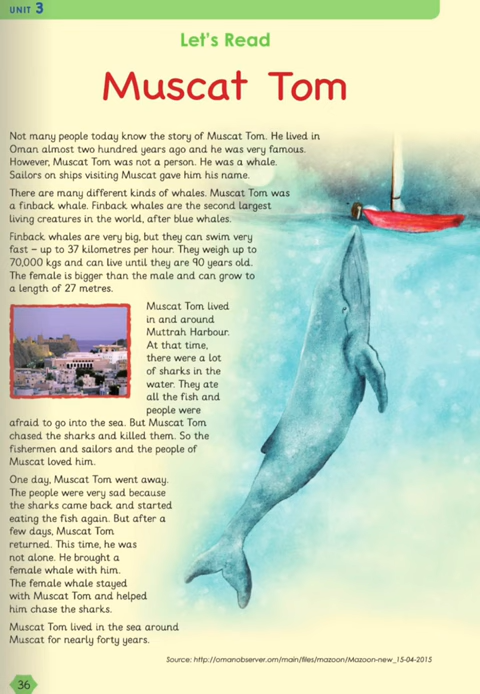 UNIT 3
Let's Read
Muscat Tom
Not many people today know the story of Muscat Tom. He lived in
Oman almost two hundred years ago and he was very famous.
However, Muscat Tom was not a person. He was a whale.
Sailors on ships visiting Muscat gave him his name.
There are many different kinds of whales. Muscat Tom was
a finback whale. Finback whales are the second largest
living creatures in the world, after blue whales.
Finback whales are very big, but they can swim very
fast – up to 37 kilometres per hour. They weigh up to
70,000 kgs and can live until they are 90 years old.
The female is bigger than the male and can grow to
a length of 27 metres.
Muscat Tom lived
in and around
Muttrah Harbour.
At that time,
there were a lot
of sharks in the
water. They ate
all the fish and
people were
afraid to go into the sea. But Muscat Tom
chased the sharks and killed them. So the
fishermen and sailors and the people of
Muscat loved him.
One day, Muscat Tom went away.
The people were very sad because
the sharks came back and started
eating the fish again. But after a
few days, Muscat Tom
returned. This time, he was
not alone. He brought a
female whale with him.
The female whale stayed
with Muscat Tom and helped
him chase the sharks.
Muscat Tom lived in the sea around
Muscat for nearly forty years.
Source: http://omanobserver.om/main/files/mazoon/Mazoon-new_15-04-2015
36